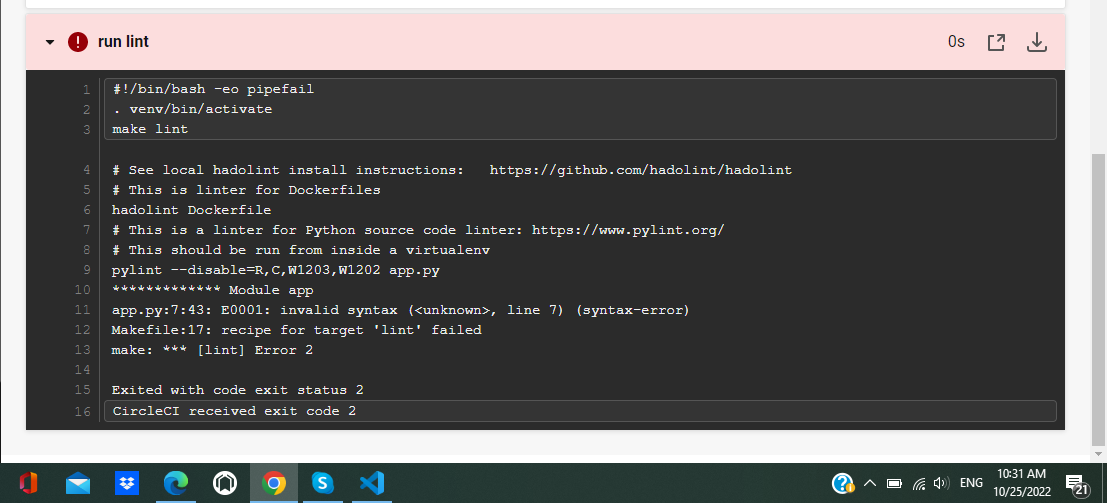 run lint
0s
1 #!/bin/bash -eo pipefail
2 . venv/bin/activate
3 make lint
4 # See local hadolint install instructions:   https://github.com/hadolint/hadolint
5 # This is linter for Dockerfiles
6 hadolint Dockerfile
7 # This is a linter for Python source code linter: https://www.pylint.org/
8 # This should be run from inside a virtualenv
9 pylint --disable=R,C,W1203,W1202 app.py
10 ************* Module app
11 app.py:7:43: E0001: invalid syntax (<unknown>, line 7) (syntax-error)
12 Makefile:17: recipe for target 'lint' failed
13 make: *** [lint] Error 2
14
15 Exited with code exit status 2
16 CircleCI received exit code 2
S
ENG
10:31 AM
10/25/2022
21